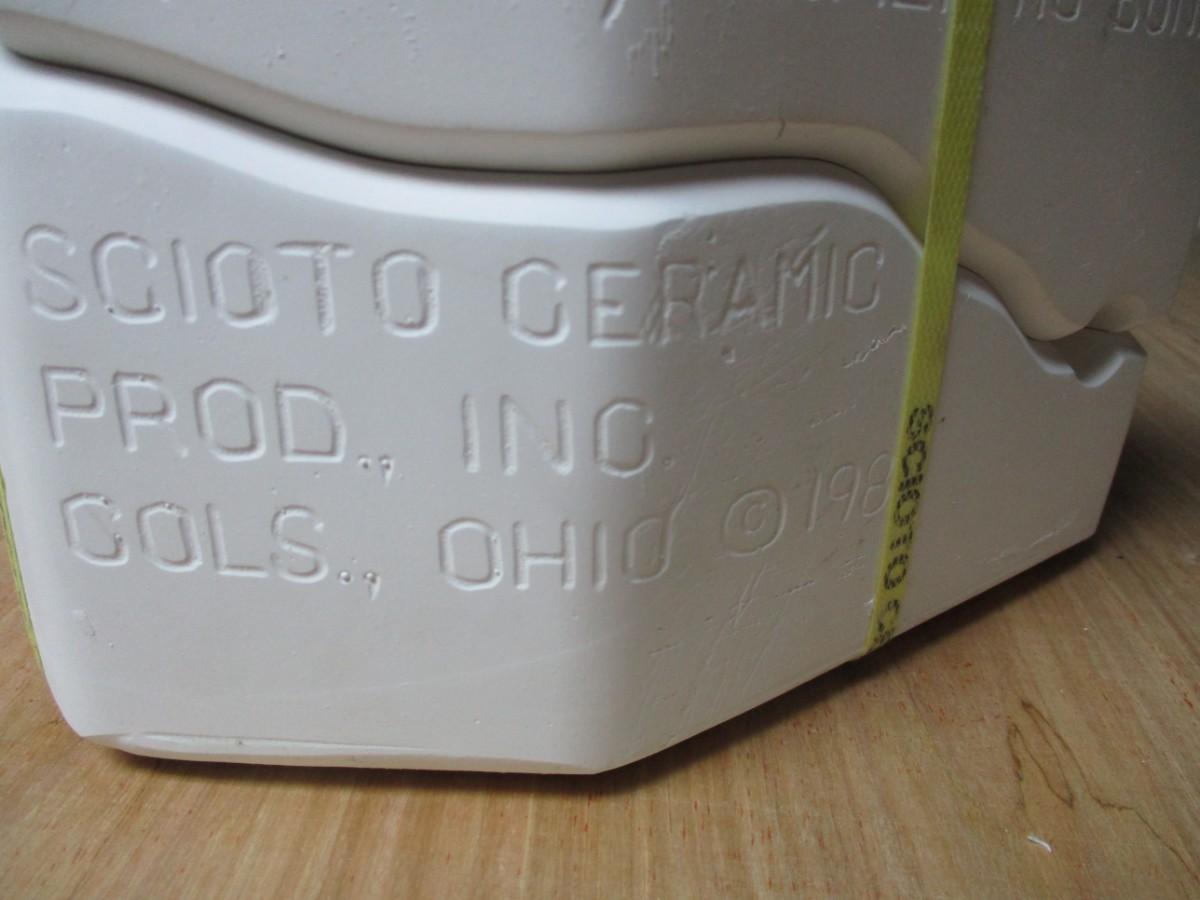 SCIOTO CERAMIC
PROD., INC.
COLS., OHIO © 198